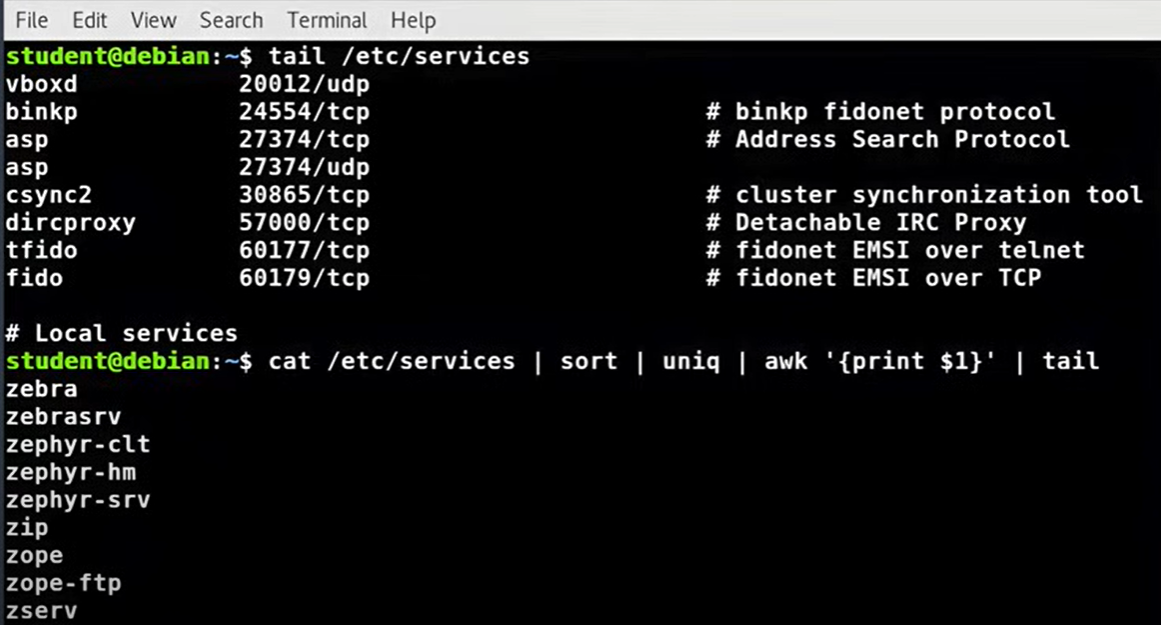 File Edit View Search Terminal Help
student@debian:~$ tail /etc/services
vboxd 20012/udp
binkp 24554/tcp # binkp fidonet protocol
asp 27374/tcp # Address Search Protocol
asp 27374/udp
csync2 30865/tcp # cluster synchronization tool
dircproxy 57000/tcp # Detachable IRC Proxy
tfido 60177/tcp # fidonet EMSI over telnet
fido 60179/tcp # fidonet EMSI over TCP
# Local services
student@debian:~$ cat /etc/services | sort | uniq | awk '{print $1}' | tail
zebra
zebrasrv
zephyr-clt
zephyr-hm
zephyr-srv
zip
zope
zope-ftp
zserv